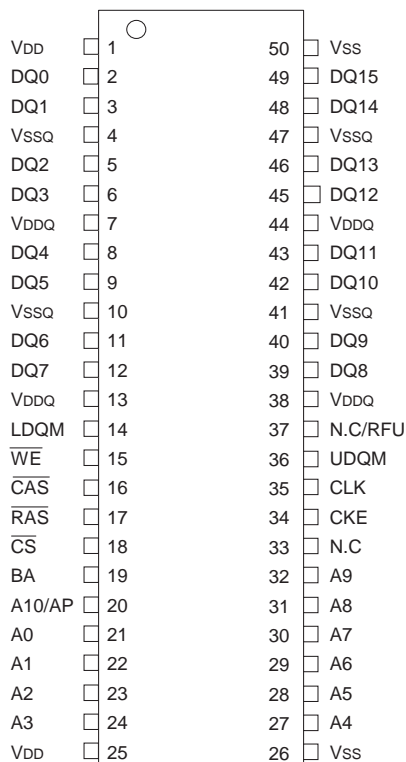 VDD 1 50 VSS
DQ0 2 49 DQ15
DQ1 3 48 DQ14
VSSQ 4 47 VSSQ
DQ2 5 46 DQ13
DQ3 6 45 DQ12
VDDQ 7 44 VDDQ
DQ4 8 43 DQ11
DQ5 9 42 DQ10
VSSQ 10 41 VSSQ
DQ6 11 40 DQ9
DQ7 12 39 DQ8
VDDQ 13 38 VDDQ
LDQM 14 37 N.C/RFU
W̅E̅ 15 36 UDQM
C̅A̅S̅ 16 35 CLK
R̅A̅S̅ 17 34 CKE
C̅S̅ 18 33 N.C
BA 19 32 A9
A10/AP 20 31 A8
A0 21 30 A7
A1 22 29 A6
A2 23 28 A5
A3 24 27 A4
VDD 25 26 VSS